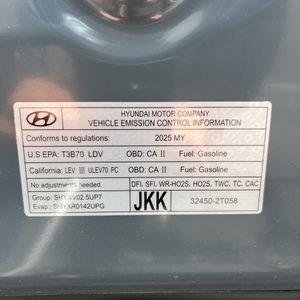 HYUNDAI
HYUNDAI MOTOR COMPANY
VEHICLE EMISSION CONTROL INFORMATION
Conforms to regulations: 2025 MY
U.S.EPA: T3B70 LDV OBD: CA II Fuel: Gasoline
California: LEV III ULEV70 PC OBD: CA II Fuel: Gasoline
No adjustments needed. DFI, SFI, WR-HO2S, HO2S, TWC, TC, CAC
Group: SHYXV02.5UP7 JKK 32450-2T058
Evap: SHYXR0142UPG